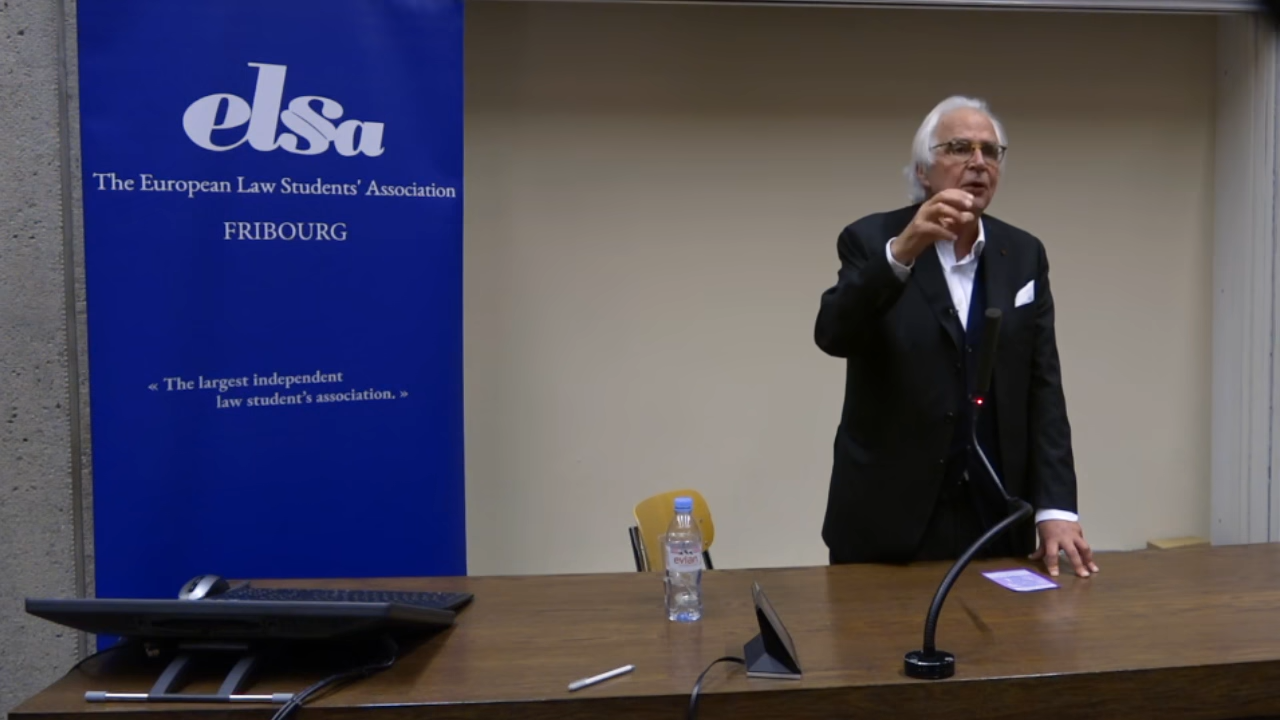 elsa
The European Law Students' Association
FRIBOURG
« The largest independent
law student's association. »
evian